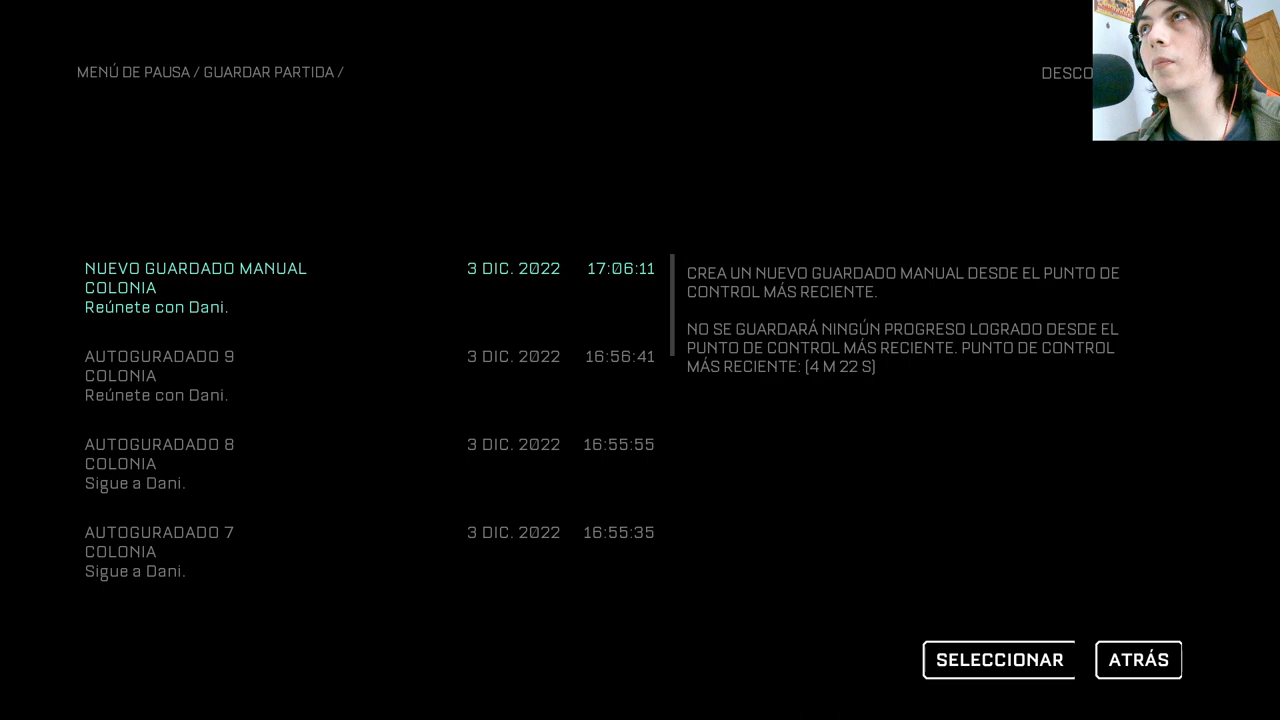 MENÚ DE PAUSA / GUARDAR PARTIDA /
NUEVO GUARDADO MANUAL 3 DIC. 2022 17:06:11
COLONIA
Reúnete con Dani.
AUTOGURADADO 9 3 DIC. 2022 16:56:41
COLONIA
Reúnete con Dani.
AUTOGURADADO 8 3 DIC. 2022 16:55:55
COLONIA
Sigue a Dani.
AUTOGURADADO 7 3 DIC. 2022 16:55:35
COLONIA
Sigue a Dani.
CREA UN NUEVO GUARDADO MANUAL DESDE EL PUNTO DE
CONTROL MÁS RECIENTE.
NO SE GUARDARÁ NINGÚN PROGRESO LOGRADO DESDE EL
PUNTO DE CONTROL MÁS RECIENTE. PUNTO DE CONTROL
MÁS RECIENTE: (4 M 22 S)
SELECCIONAR ATRÁS